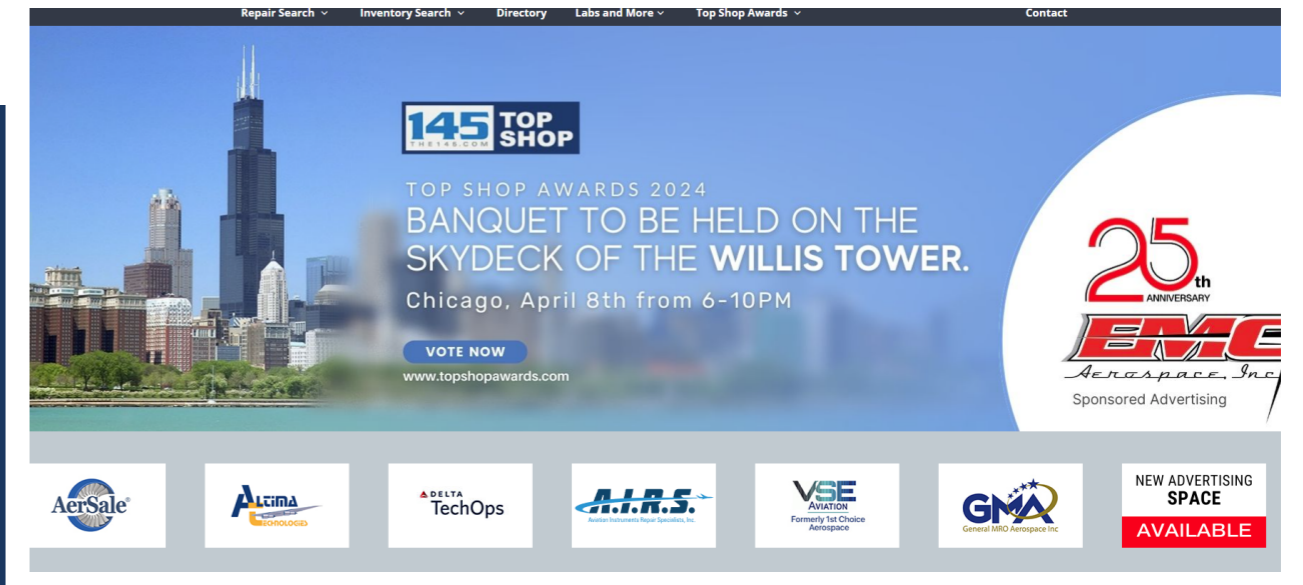 Repair Search
Inventory Search
Directory
Labs and More
Top Shop Awards
Contact
145 TOP
THE145.COM SHOP
TOP SHOP AWARDS 2024
BANQUET TO BE HELD ON THE
SKYDECK OF THE WILLIS TOWER.
Chicago, April 8th from 6-10PM
VOTE NOW
www.topshopawards.com
25th
ANNIVERSARY
EMC
Aerospace, Inc
Sponsored Advertising
AerSale®
ALTIMA
TECHNOLOGIES
DELTA
TechOps
A.I.R.S.
Aviation Instruments Repair Specialists, Inc.
VSE
AVIATION
Formerly 1st Choice
Aerospace
GMA
General MRO Aerospace Inc
NEW ADVERTISING
SPACE
AVAILABLE